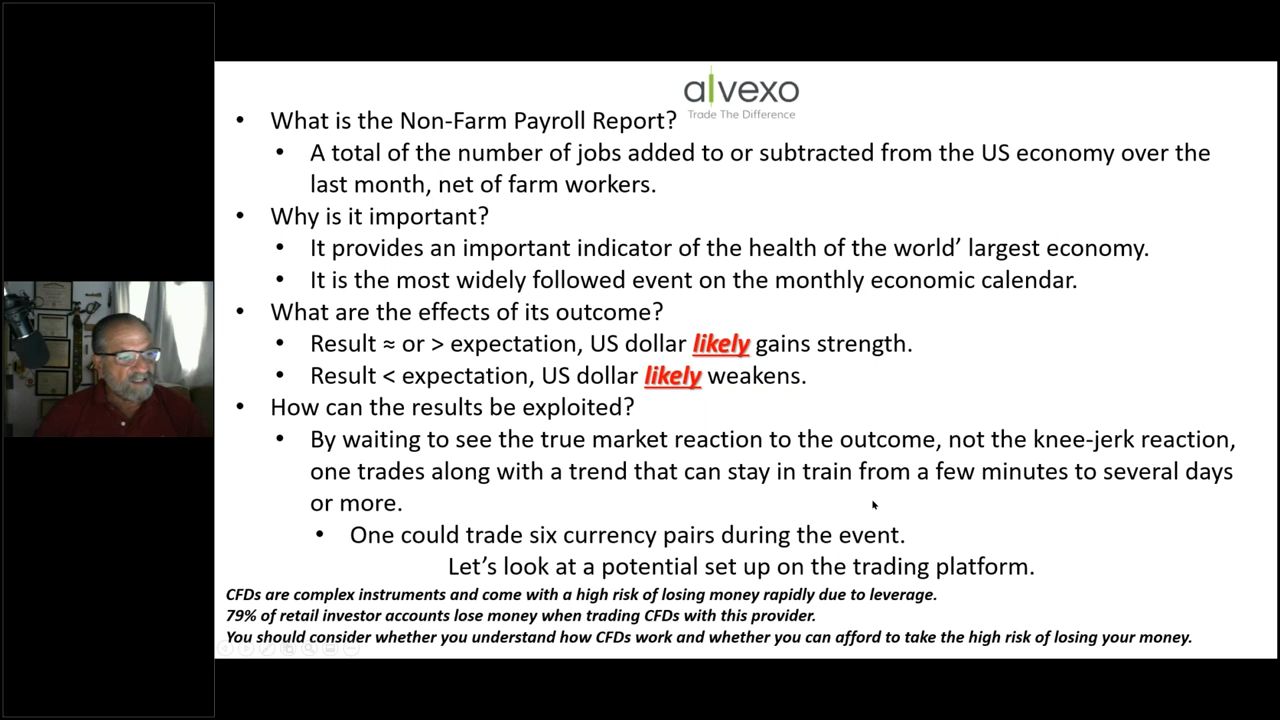 alvexo
Trade The Difference
• What is the Non-Farm Payroll Report?
• A total of the number of jobs added to or subtracted from the US economy over the
last month, net of farm workers.
• Why is it important?
• It provides an important indicator of the health of the world’ largest economy.
• It is the most widely followed event on the monthly economic calendar.
• What are the effects of its outcome?
• Result ≈ or > expectation, US dollar likely gains strength.
• Result < expectation, US dollar likely weakens.
• How can the results be exploited?
• By waiting to see the true market reaction to the outcome, not the knee-jerk reaction,
one trades along with a trend that can stay in train from a few minutes to several days
or more.
• One could trade six currency pairs during the event.
Let’s look at a potential set up on the trading platform.
CFDs are complex instruments and come with a high risk of losing money rapidly due to leverage.
79% of retail investor accounts lose money when trading CFDs with this provider.
You should consider whether you understand how CFDs work and whether you can afford to take the high risk of losing your money.